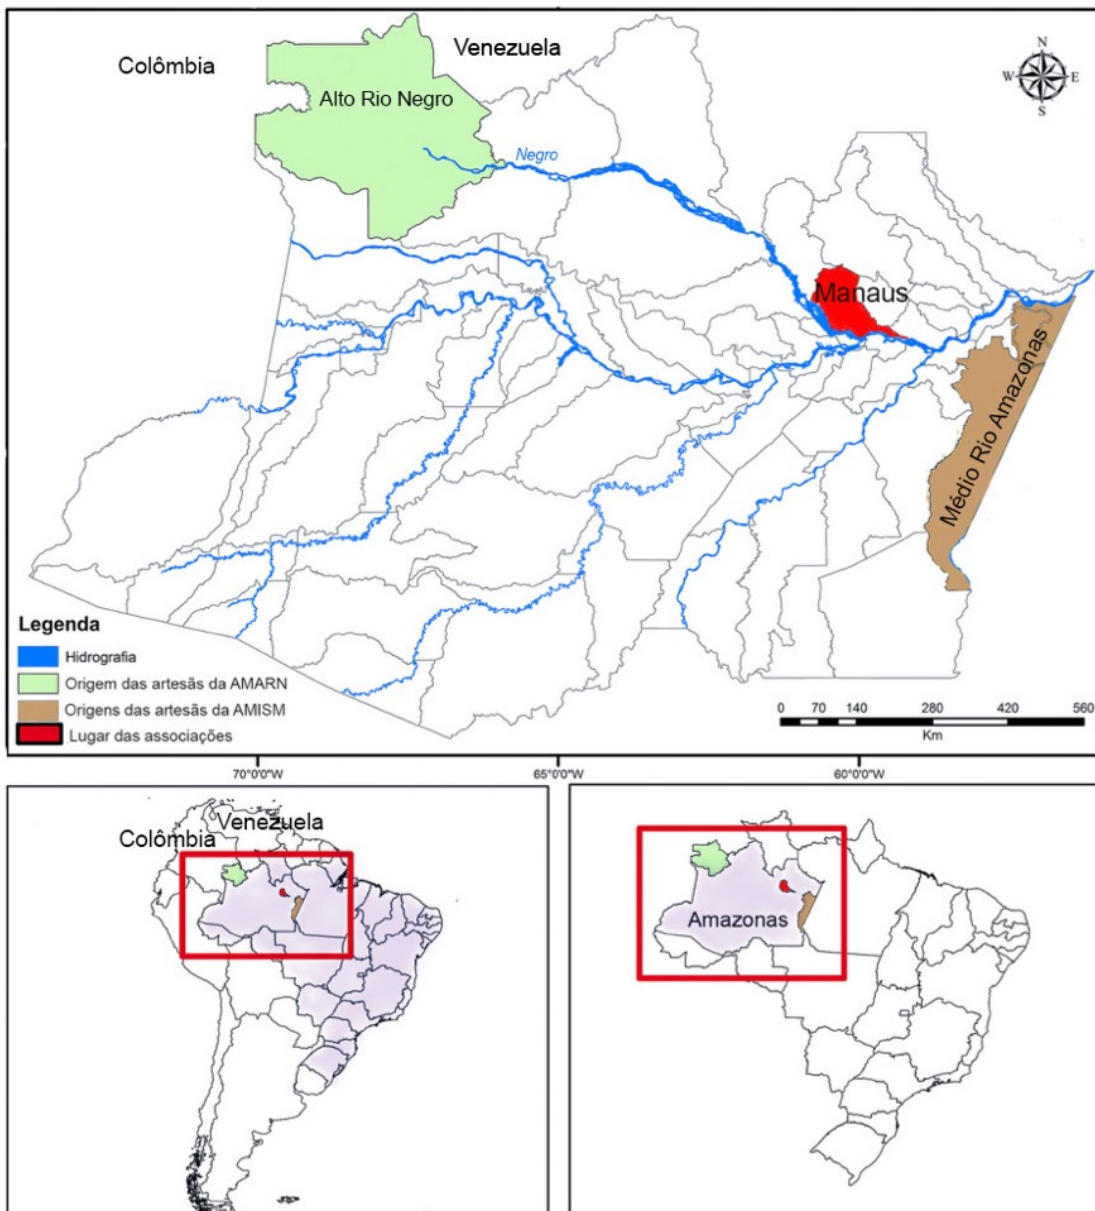 Colômbia
Venezuela
N
W
E
S
Alto Rio Negro
Negro
Manaus
Médio Rio Amazonas
Legenda
Hidrografia
Origem das artesãs da AMARN
Origens das artesãs da AMISM
Lugar das associações
0 70 140 280 420 560
Km
70°0'0"W 65°0'0"W 60°0'0"W
Venezuela
Colômbia
Amazonas